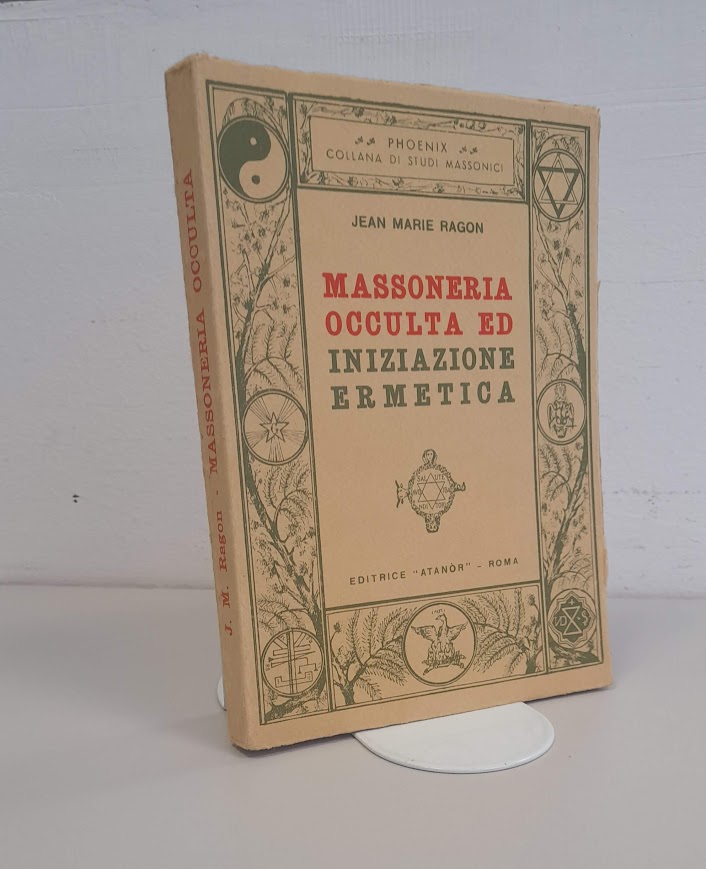 PHOENIX
COLLANA DI STUDI MASSONICI
JEAN MARIE RAGON
MASSONERIA
OCCULTA ED
INIZIAZIONE
ERMETICA
EDITRICE "ATANÒR" - ROMA
J. M. Ragon - MASSONERIA OCCULTA